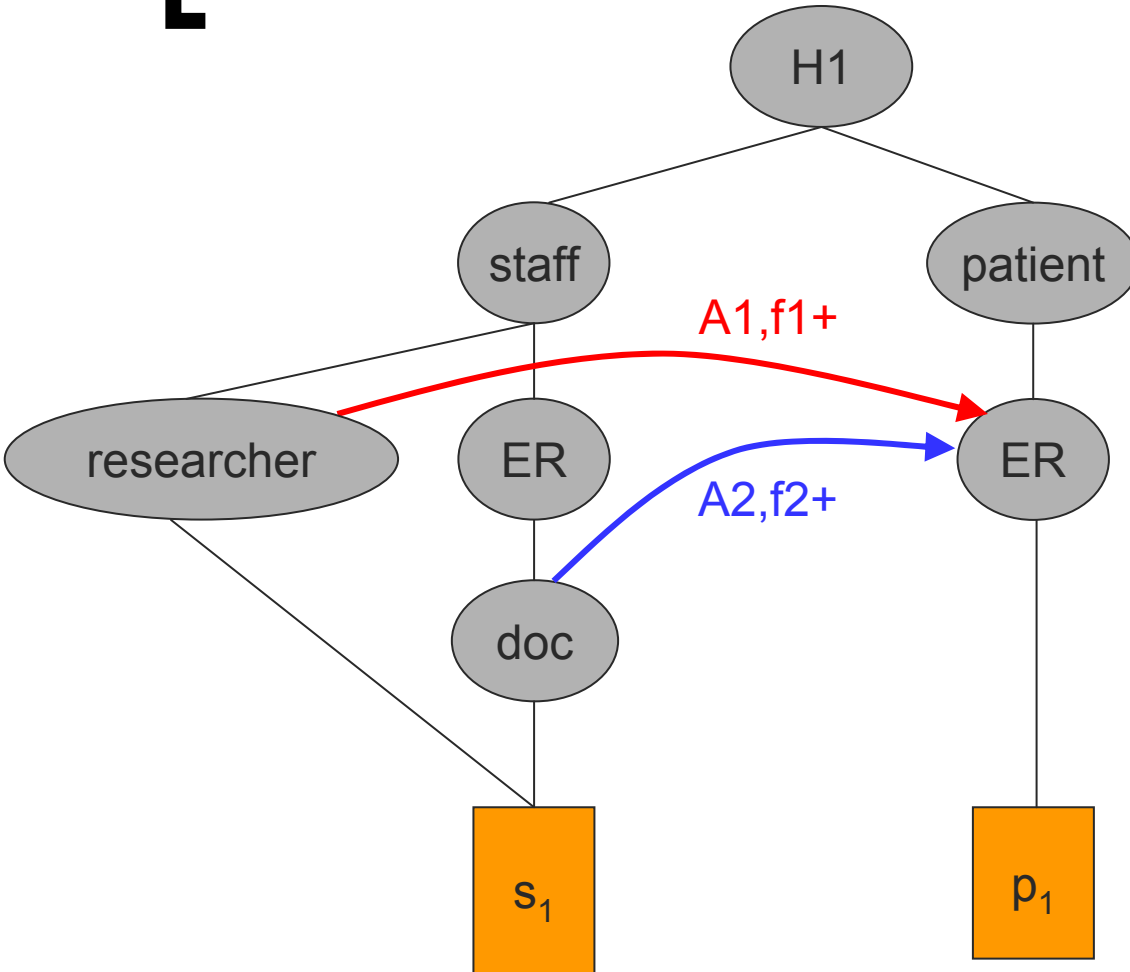 H1
staff
patient
A1,f1+
researcher
ER
ER
A2,f2+
doc
s₁
p₁